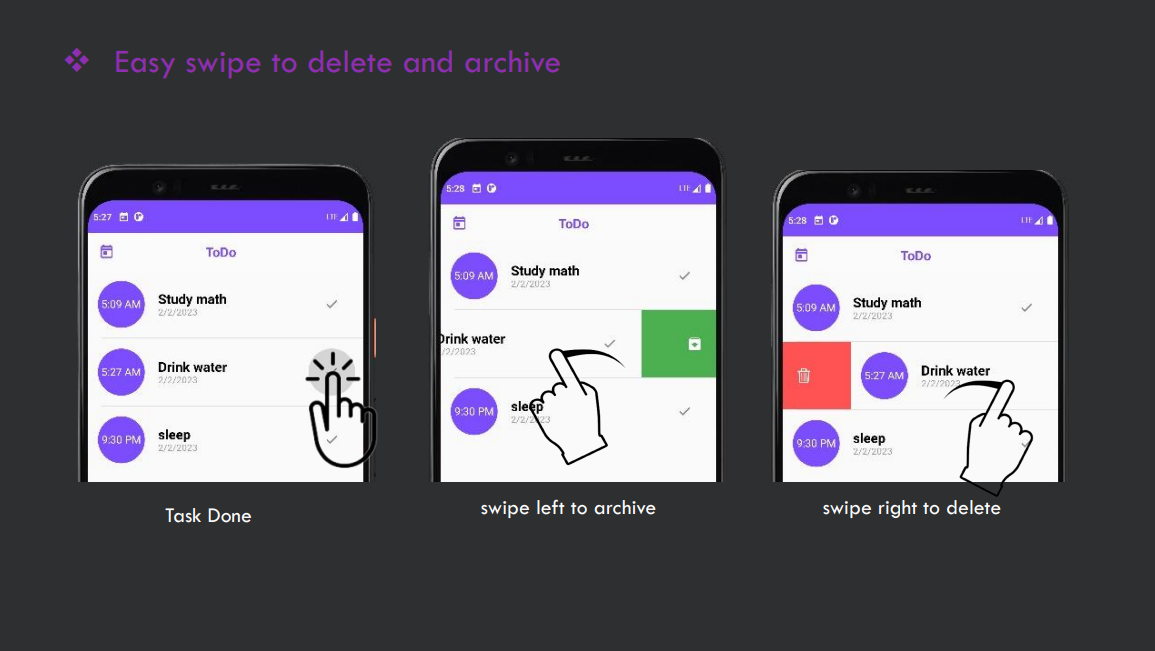 Easy swipe to delete and archive
5:27
LTE
ToDo
5:09 AM
Study math
2/2/2023
5:27 AM
Drink water
2/2/2023
9:30 PM
sleep
2/2/2023
Task Done
5:28
LTE
ToDo
5:09 AM
Study math
2/2/2023
Drink water
2/2023
9:30 PM
sleep
2/2/2023
swipe left to archive
5:28
LTE
ToDo
5:09 AM
Study math
2/2/2023
5:27 AM
Drink water
2/2/2023
9:30 PM
sleep
2/2/2023
swipe right to delete